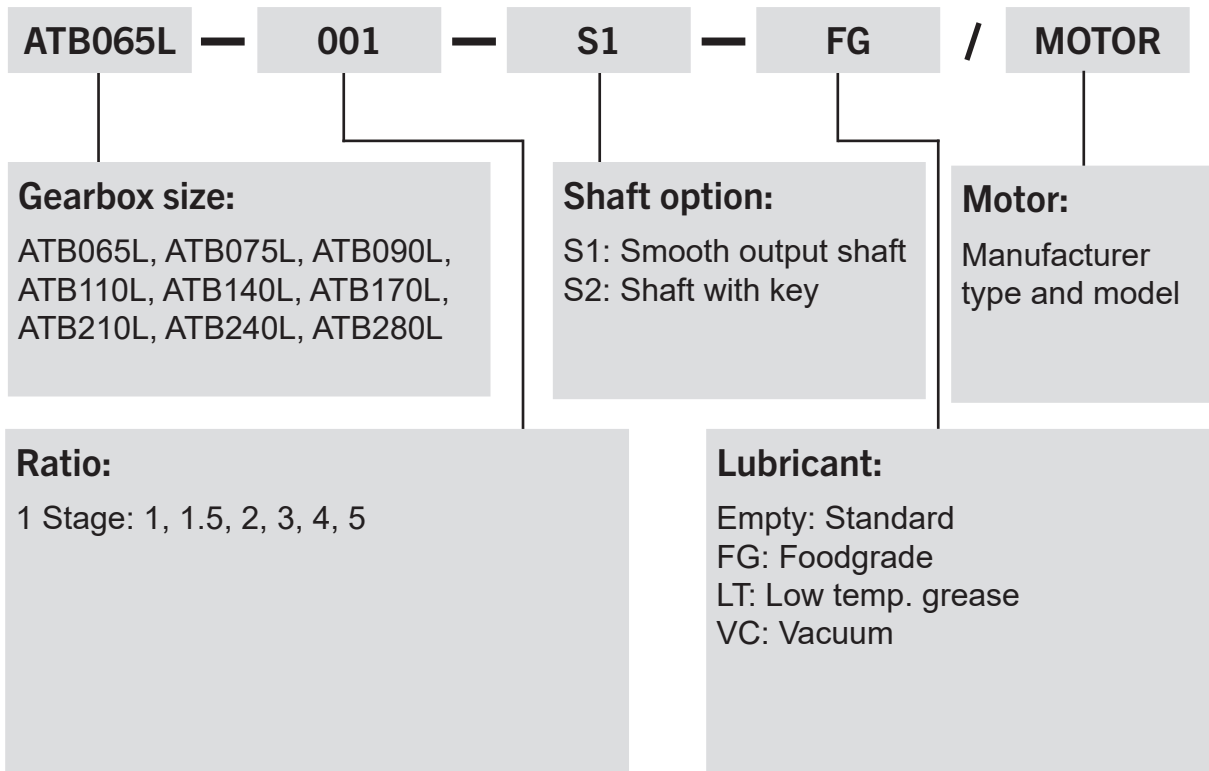 ATB065L — 001 — S1 — FG / MOTOR
Gearbox size:
ATB065L, ATB075L, ATB090L,
ATB110L, ATB140L, ATB170L,
ATB210L, ATB240L, ATB280L
Shaft option:
S1: Smooth output shaft
S2: Shaft with key
Motor:
Manufacturer
type and model
Ratio:
1 Stage: 1, 1.5, 2, 3, 4, 5
Lubricant:
Empty: Standard
FG: Foodgrade
LT: Low temp. grease
VC: Vacuum